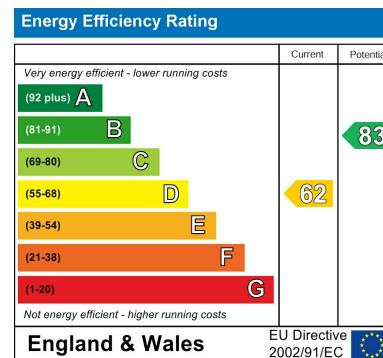 Energy Efficiency Rating
Current Potentia
Very energy efficient - lower running costs
(92 plus) A
(81-91) B
83
(69-80) C
(55-68) D
62
(39-54) E
(21-38) F
(1-20) G
Not energy efficient - higher running costs
England & Wales
EU Directive
2002/91/EC